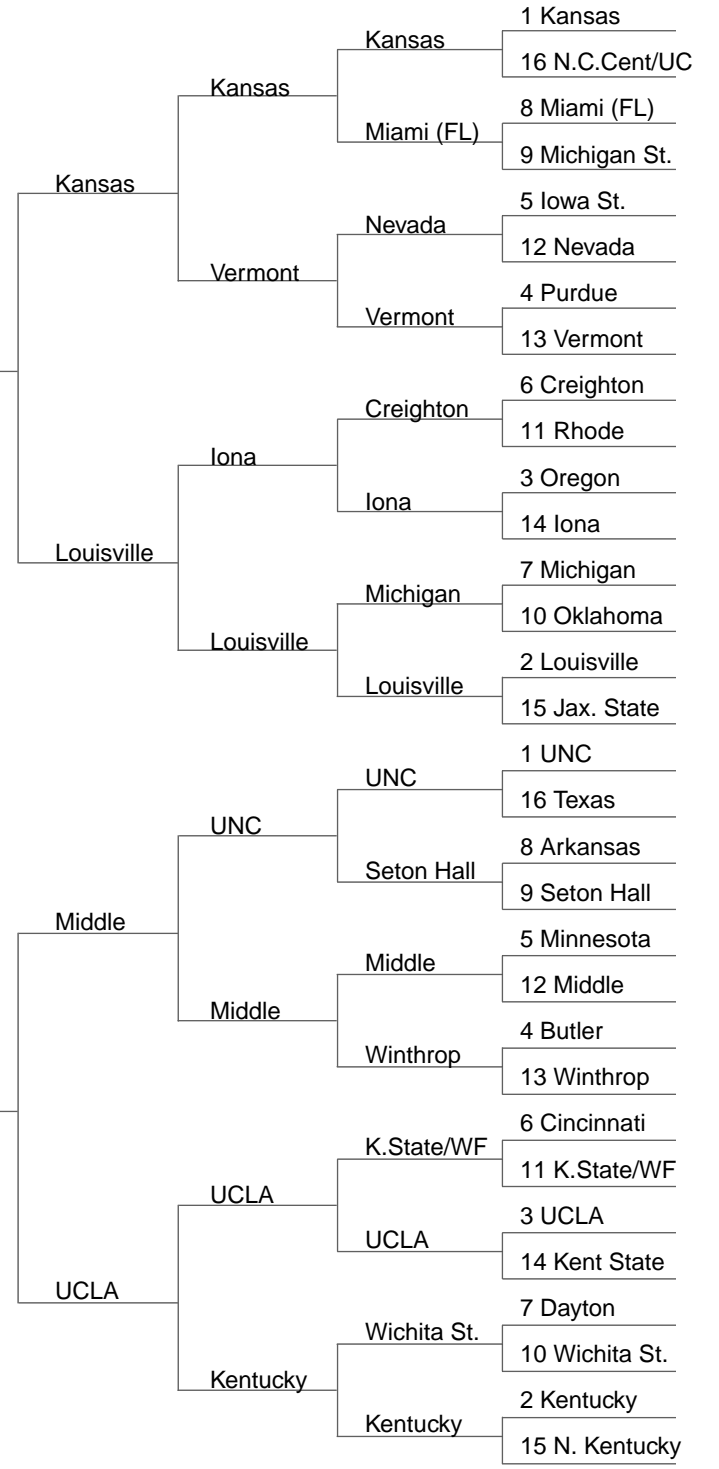 1 Kansas
Kansas
16 N.C.Cent/UC
Kansas
8 Miami (FL)
Miami (FL)
9 Michigan St.
Kansas
5 Iowa St.
Nevada
12 Nevada
Vermont
4 Purdue
Vermont
13 Vermont
6 Creighton
Creighton
11 Rhode
Iona
3 Oregon
Iona
14 Iona
Louisville
7 Michigan
Michigan
10 Oklahoma
Louisville
2 Louisville
Louisville
15 Jax. State
1 UNC
UNC
16 Texas
UNC
8 Arkansas
Seton Hall
9 Seton Hall
Middle
5 Minnesota
Middle
12 Middle
Middle
4 Butler
Winthrop
13 Winthrop
6 Cincinnati
K.State/WF
11 K.State/WF
UCLA
3 UCLA
UCLA
14 Kent State
UCLA
7 Dayton
Wichita St.
10 Wichita St.
Kentucky
2 Kentucky
Kentucky
15 N. Kentucky